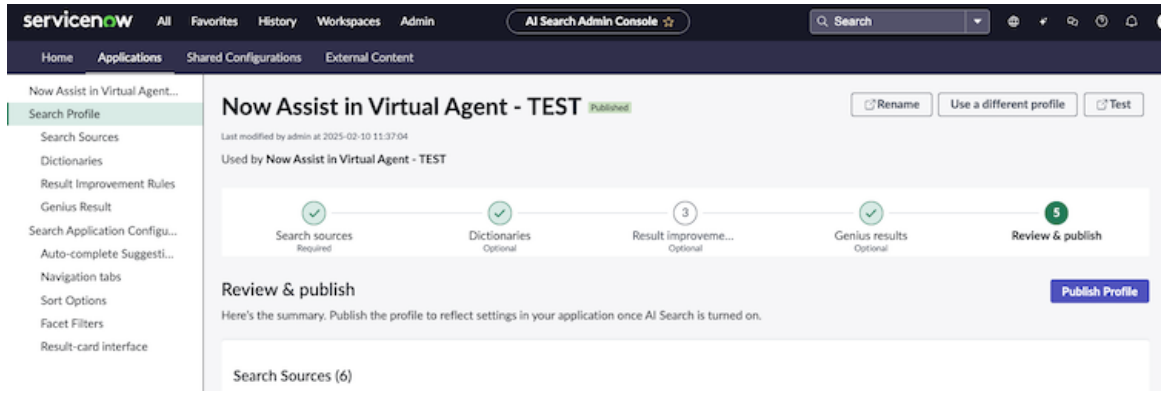 servicenow All Favorites History Workspaces Admin AI Search Admin Console Search
Home Applications Shared Configurations External Content
Now Assist in Virtual Agent...
Search Profile
Search Sources
Dictionaries
Result Improvement Rules
Genius Result
Search Application Configu...
Auto-complete Suggesti...
Navigation tabs
Sort Options
Facet Filters
Result-card interface
Now Assist in Virtual Agent - TEST Published
Rename Use a different profile Test
Last modified by admin at 2025-02-10 11:37:04
Used by Now Assist in Virtual Agent - TEST
3 5
Search sources Dictionaries Result improveme... Genius results Review & publish
Required Optional Optional Optional
Review & publish
Publish Profile
Here's the summary. Publish the profile to reflect settings in your application once AI Search is turned on.
Search Sources (6)